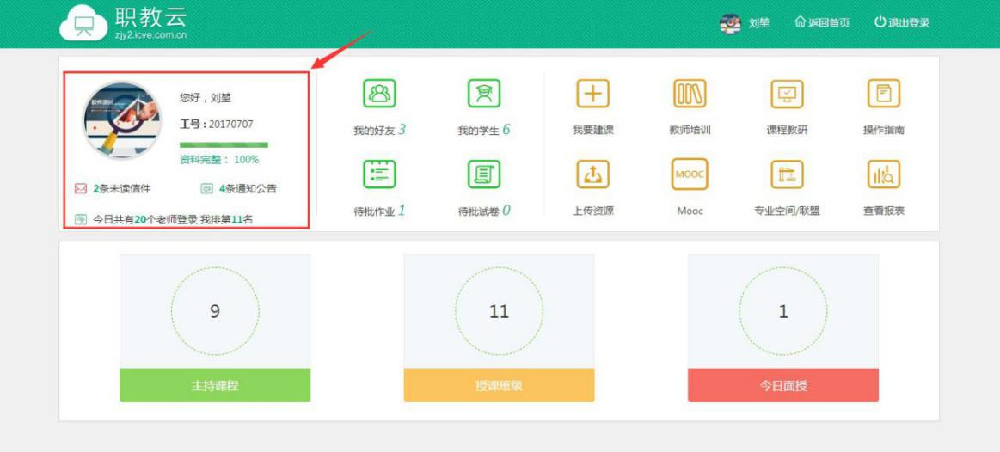 职教云
zjy2.icve.com.cn
刘堃 返回首页 退出登录
您好，刘堃
工号：20170707
资料完整： 100%
2条未读信件 4条通知公告
今日共有20个老师登录 我排第11名
我的好友 3 我的学生 6 我要建课 教师培训 课程教研 操作指南
MOOC
待批作业 1 待批试卷 0 上传资源 Mooc 专业空间/联盟 查看报表
9 11 1
主持课程 授课班级 今日面授